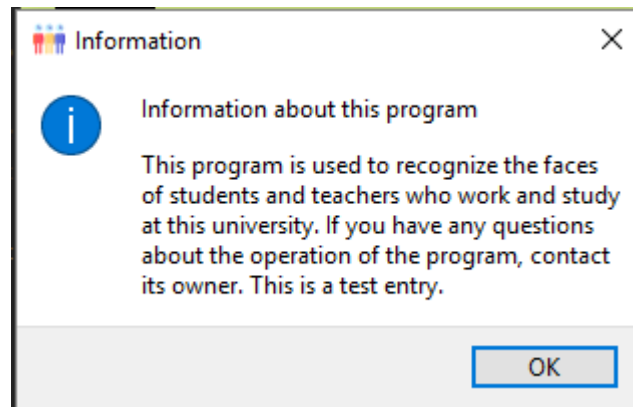 Information
Information about this program
This program is used to recognize the faces
of students and teachers who work and study
at this university. If you have any questions
about the operation of the program, contact
its owner. This is a test entry.
OK